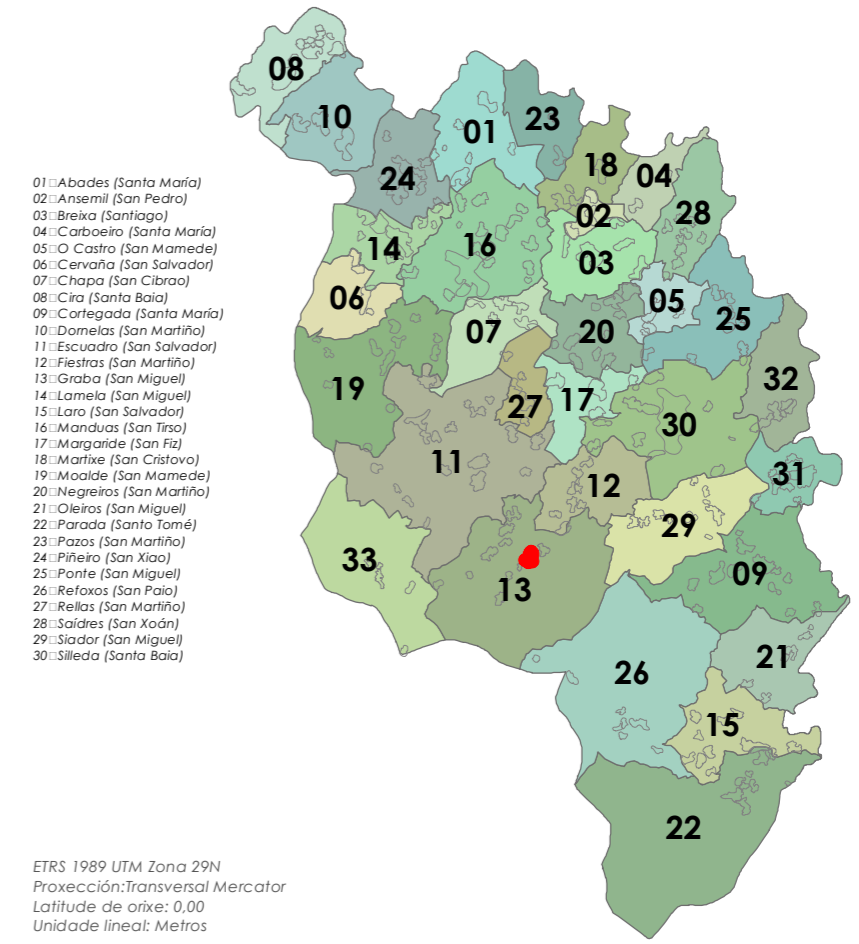 08
10
01
23
24
18
04
02
28
14
16
03
06
05
07
20
25
19
27
17
32
30
11
12
31
29
33
13
09
26
21
15
22
01□Abades (Santa María)
02□Ansemil (San Pedro)
03□Breixa (Santiago)
04□Carboeiro (Santa María)
05□O Castro (San Mamede)
06□Cervaña (San Salvador)
07□Chapa (San Cibrao)
08□Cira (Santa Baia)
09□Cortegada (Santa María)
10□Dornelas (San Martiño)
11□Escuadro (San Salvador)
12□Fiestras (San Martiño)
13□Graba (San Miguel)
14□Lamela (San Miguel)
15□Laro (San Salvador)
16□Manduas (San Tirso)
17□Margaride (San Fiz)
18□Martixe (San Cristovo)
19□Moalde (San Mamede)
20□Negreiros (San Martiño)
21□Oleiros (San Miguel)
22□Parada (Santo Tomé)
23□Pazos (San Martiño)
24□Piñeiro (San Xiao)
25□Ponte (San Miguel)
26□Refoxos (San Paio)
27□Rellas (San Martiño)
28□Saídres (San Xoán)
29□Siador (San Miguel)
30□Silleda (Santa Baia)
ETRS 1989 UTM Zona 29N
Proxección:Transversal Mercator
Latitude de orixe: 0,00
Unidade lineal: Metros